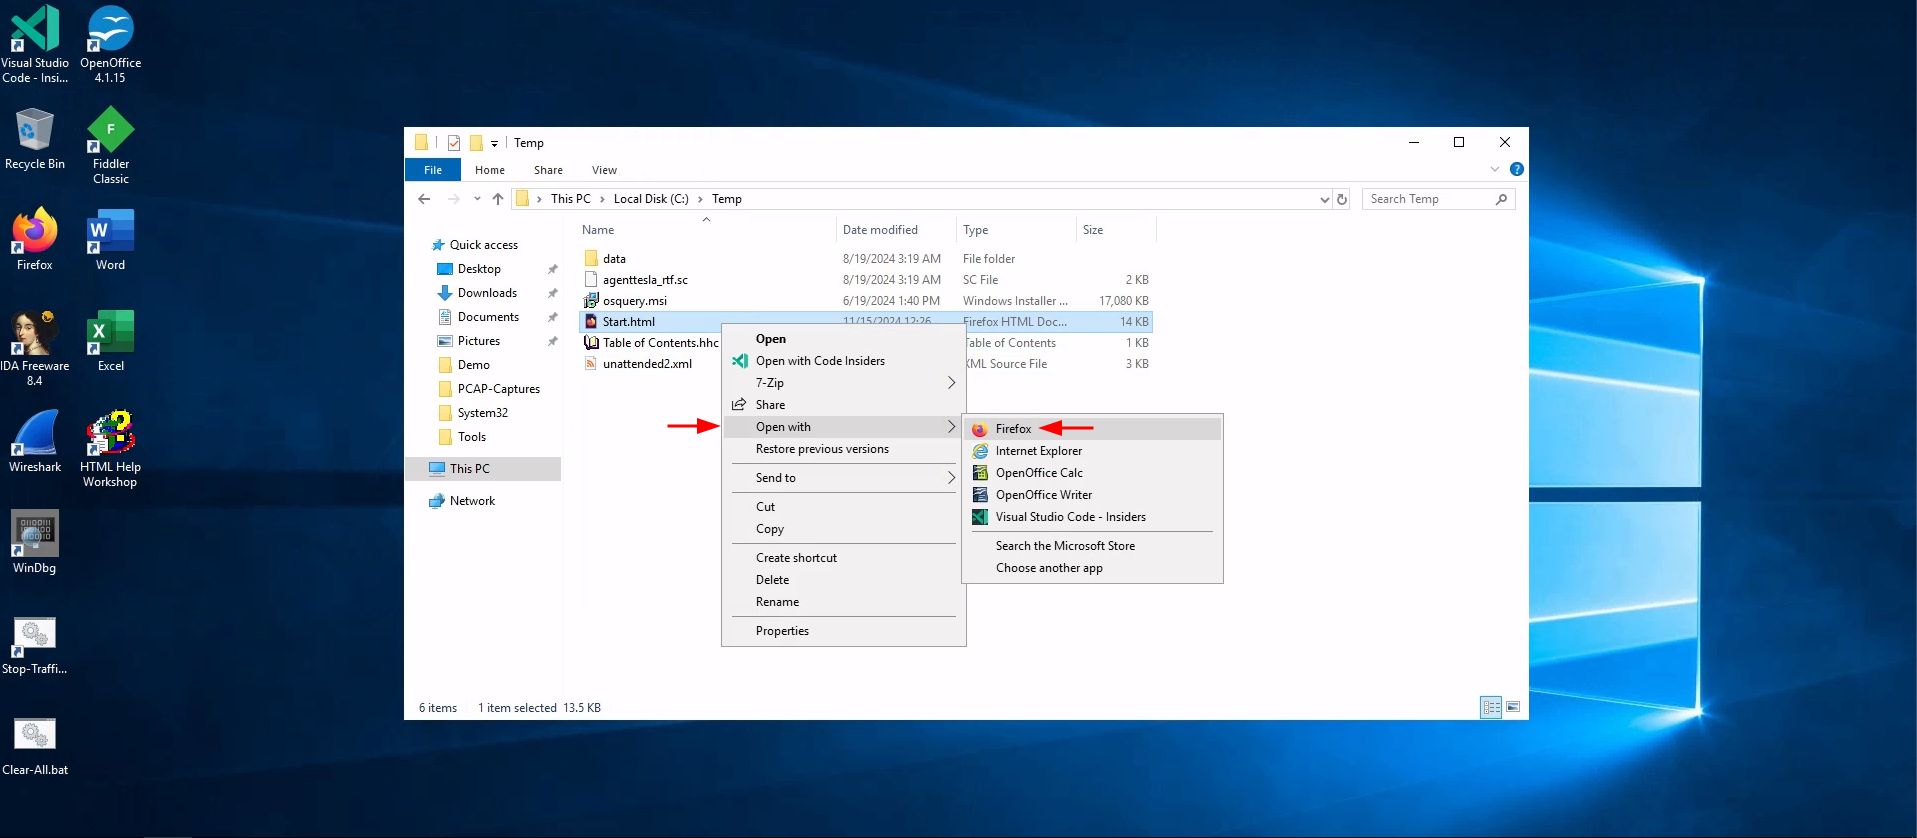 Visual Studio
Code - Insi...
OpenOffice
4.1.15
Recycle Bin
Fiddler
Classic
Firefox
Word
IDA Freeware
8.4
Excel
Wireshark
HTML Help
Workshop
WinDbg
Stop-Traffi...
Clear-All.bat
Temp
File
Home
Share
View
This PC
Local Disk (C:)
Temp
Search Temp
Name
Date modified
Type
Size
Quick access
Desktop
Downloads
Documents
Pictures
Demo
PCAP-Captures
System32
Tools
This PC
Network
data 8/19/2024 3:19 AM File folder
agenttesla_rtf.sc 8/19/2024 3:19 AM SC File 2 KB
osquery.msi 6/19/2024 1:40 PM Windows Installer ... 17,080 KB
Start.html 11/15/2024 12:26 Firefox HTML Doc... 14 KB
Table of Contents.hhc Table of Contents 1 KB
unattended2.xml XML Source File 3 KB
Open
Open with Code Insiders
7-Zip
Share
Open with
Restore previous versions
Send to
Cut
Copy
Create shortcut
Delete
Rename
Properties
Firefox
Internet Explorer
OpenOffice Calc
OpenOffice Writer
Visual Studio Code - Insiders
Search the Microsoft Store
Choose another app
6 items 1 item selected 13.5 KB